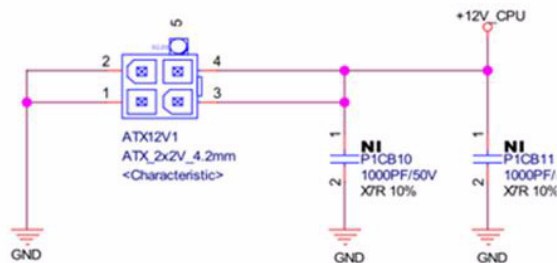 5
+12V_CPU
2
4
1
3
ATX12V1
ATX_2x2V_4.2mm
<Characteristic>
1
NI
P1CB10
1000PF/50V
X7R 10%
2
1
NI
P1CB11
1000PF/
X7R 10%
2
GND
GND
GND